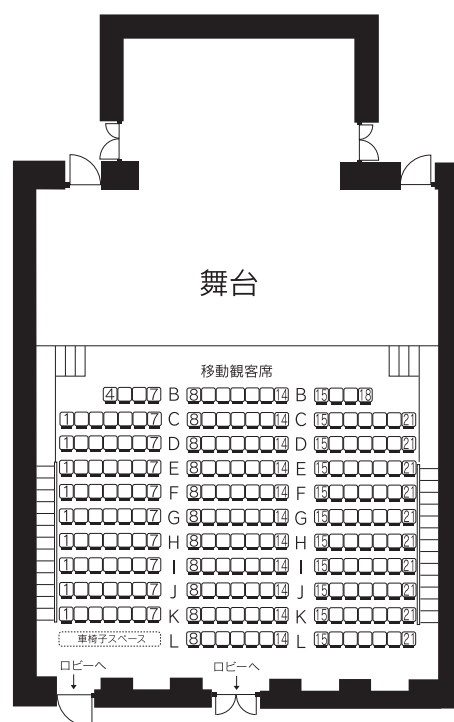 舞台
移動観客席
4 7 B 8 14 B 15 18
1 7 C 8 14 C 15 21
1 7 D 8 14 D 15 21
1 7 E 8 14 E 15 21
1 7 F 8 14 F 15 21
1 7 G 8 14 G 15 21
1 7 H 8 14 H 15 21
1 7 I 8 14 I 15 21
1 7 J 8 14 J 15 21
1 7 K 8 14 K 15 21
車椅子スペース L 8 14 L 15 21
ロビーへ ロビーへ